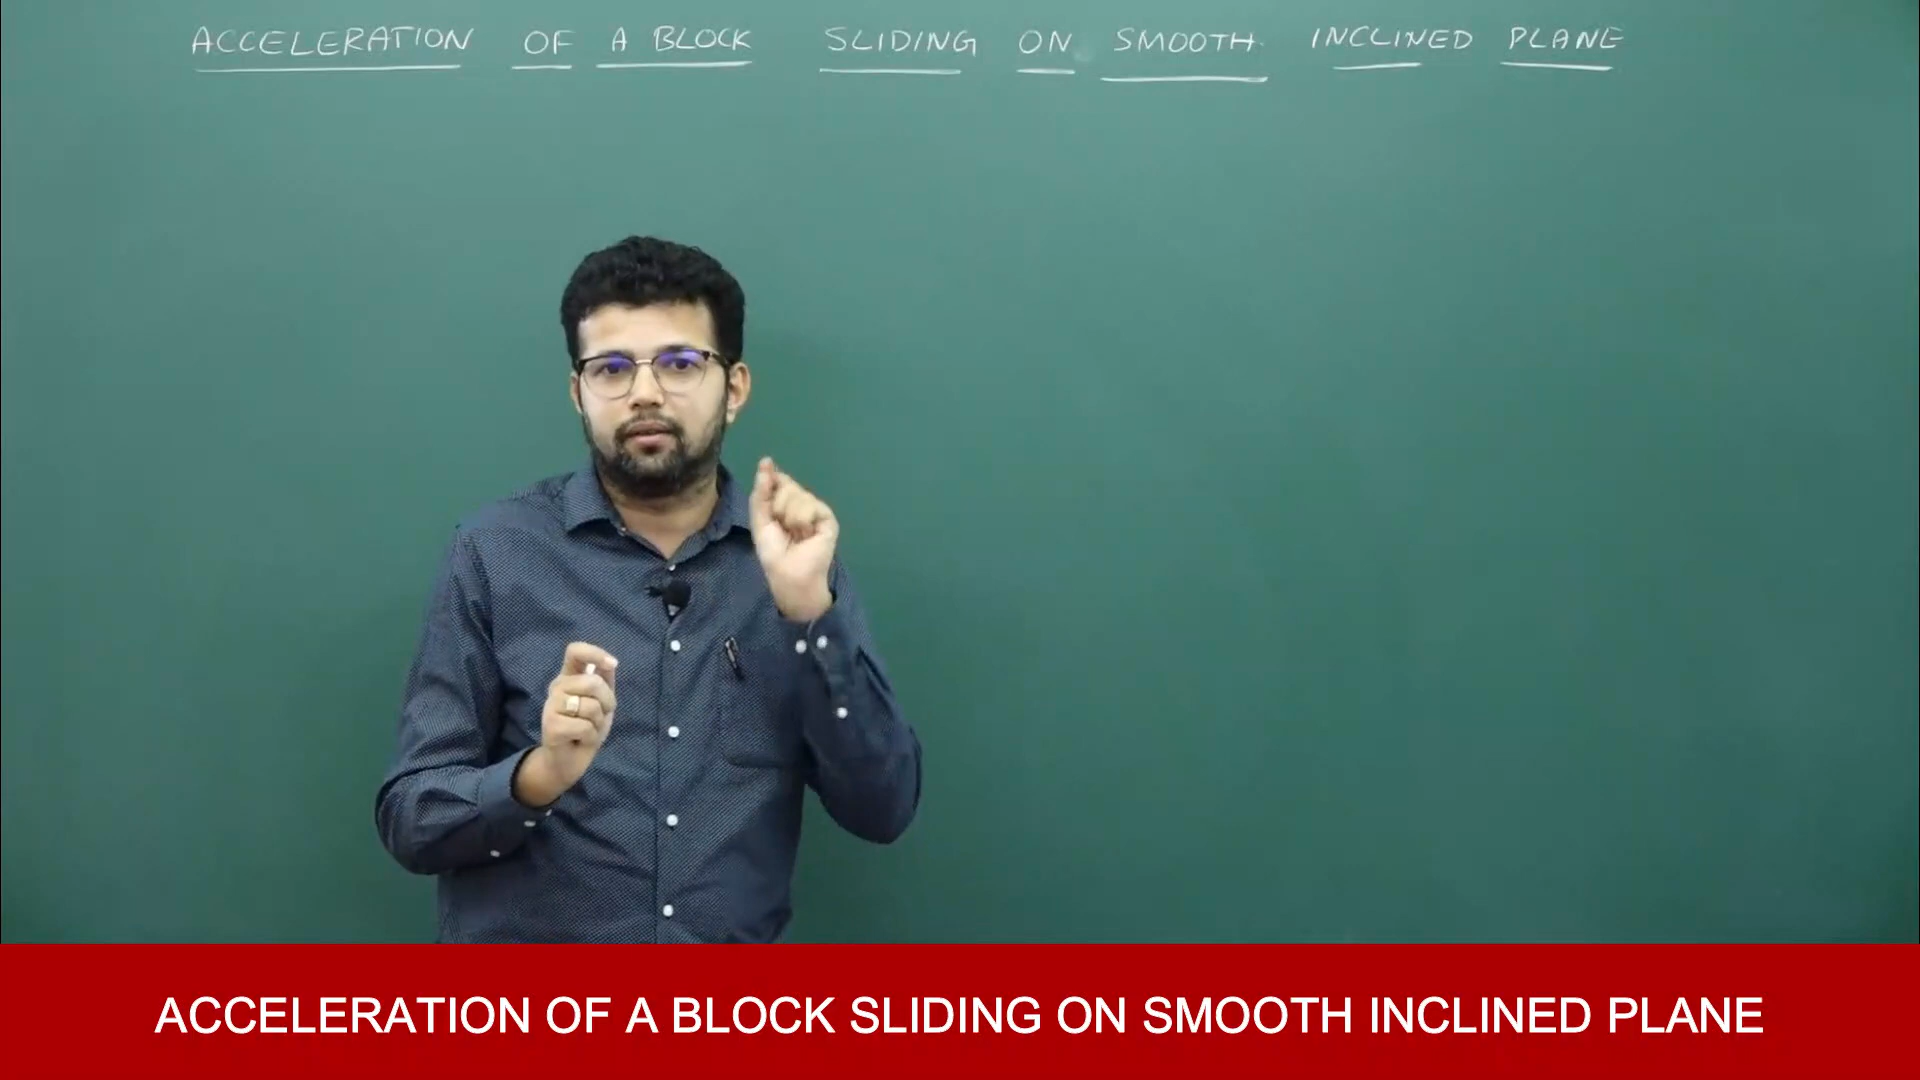 ACCELERATION OF A BLOCK SLIDING ON SMOOTH INCLINED PLANE
ACCELERATION OF A BLOCK SLIDING ON SMOOTH INCLINED PLANE